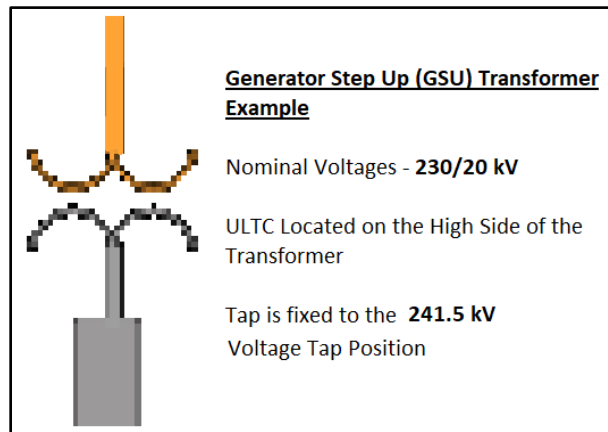 Generator Step Up (GSU) Transformer
Example
Nominal Voltages - 230/20 kV
ULTC Located on the High Side of the
Transformer
Tap is fixed to the 241.5 kV
Voltage Tap Position